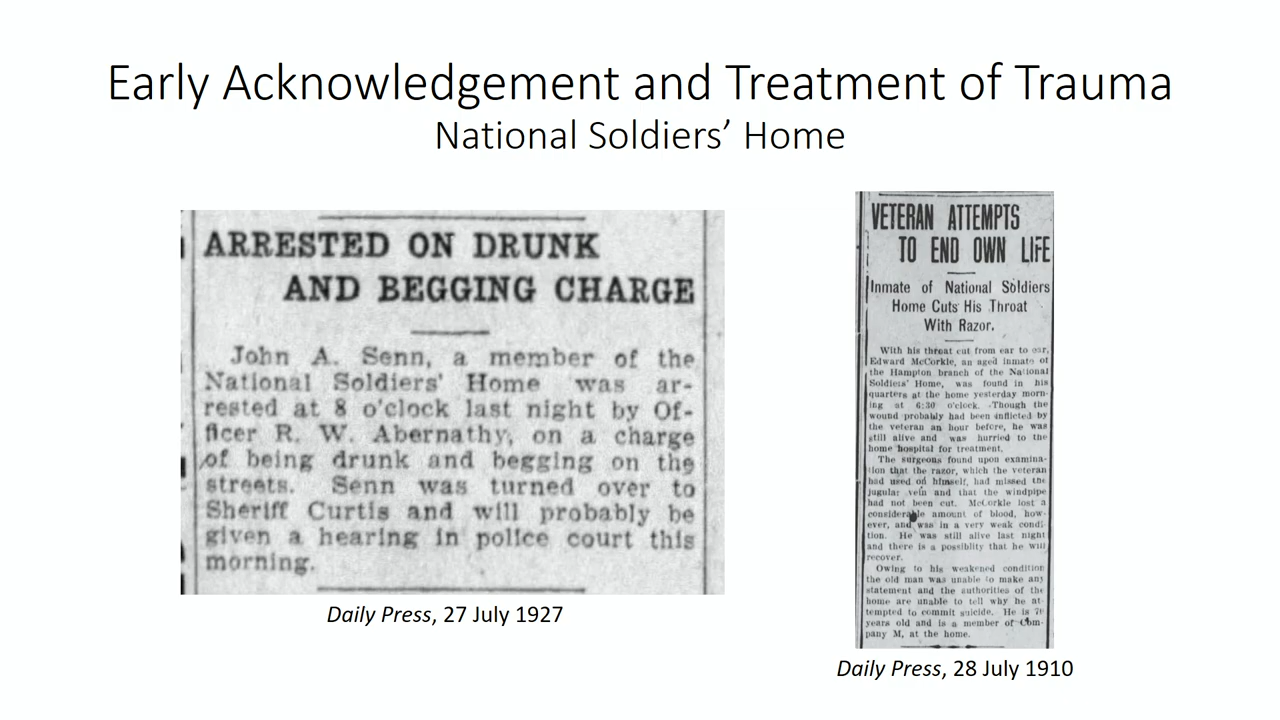 Early Acknowledgement and Treatment of Trauma
National Soldiers’ Home
ARRESTED ON DRUNK
AND BEGGING CHARGE
John A. Senn, a member of the
National Soldiers' Home was ar-
rested at 8 o'clock last night by Of-
ficer R. W. Abernathy, on a charge
of being drunk and begging on the
streets. Senn was turned over to
Sheriff Curtis and will probably be
given a hearing in police court this
morning.
Daily Press, 27 July 1927
VETERAN ATTEMPTS
TO END OWN LIFE
Inmate of National Soldiers
Home Cuts His Throat
With Razor.
With his throat cut from ear to ear,
Edward McCorkle, an aged inmate of
the Hampton branch of the National
Soldiers' Home, was found in his
quarters at the home yesterday morn-
ing at 6:30 o'clock. Though the
wound probably had been inflicted by
the veteran an hour before, he was
still alive and was hurried to the
home hospital for treatment.
The surgeons found upon examina-
tion that the razor, which the veteran
had used on himself, had missed the
jugular vein and that the windpipe
had not been cut. McCorkle lost a
considerable amount of blood, how-
ever, and was in a very weak condi-
tion. He was still alive last night
and there is a possiblity that he will
recover.
Owing to his weakened condition
the old man was unable to make any
statement and the authorities of the
home are unable to tell why he at-
tempted to commit suicide. He is
years old and is a member of Com-
pany M, at the home.
Daily Press, 28 July 1910